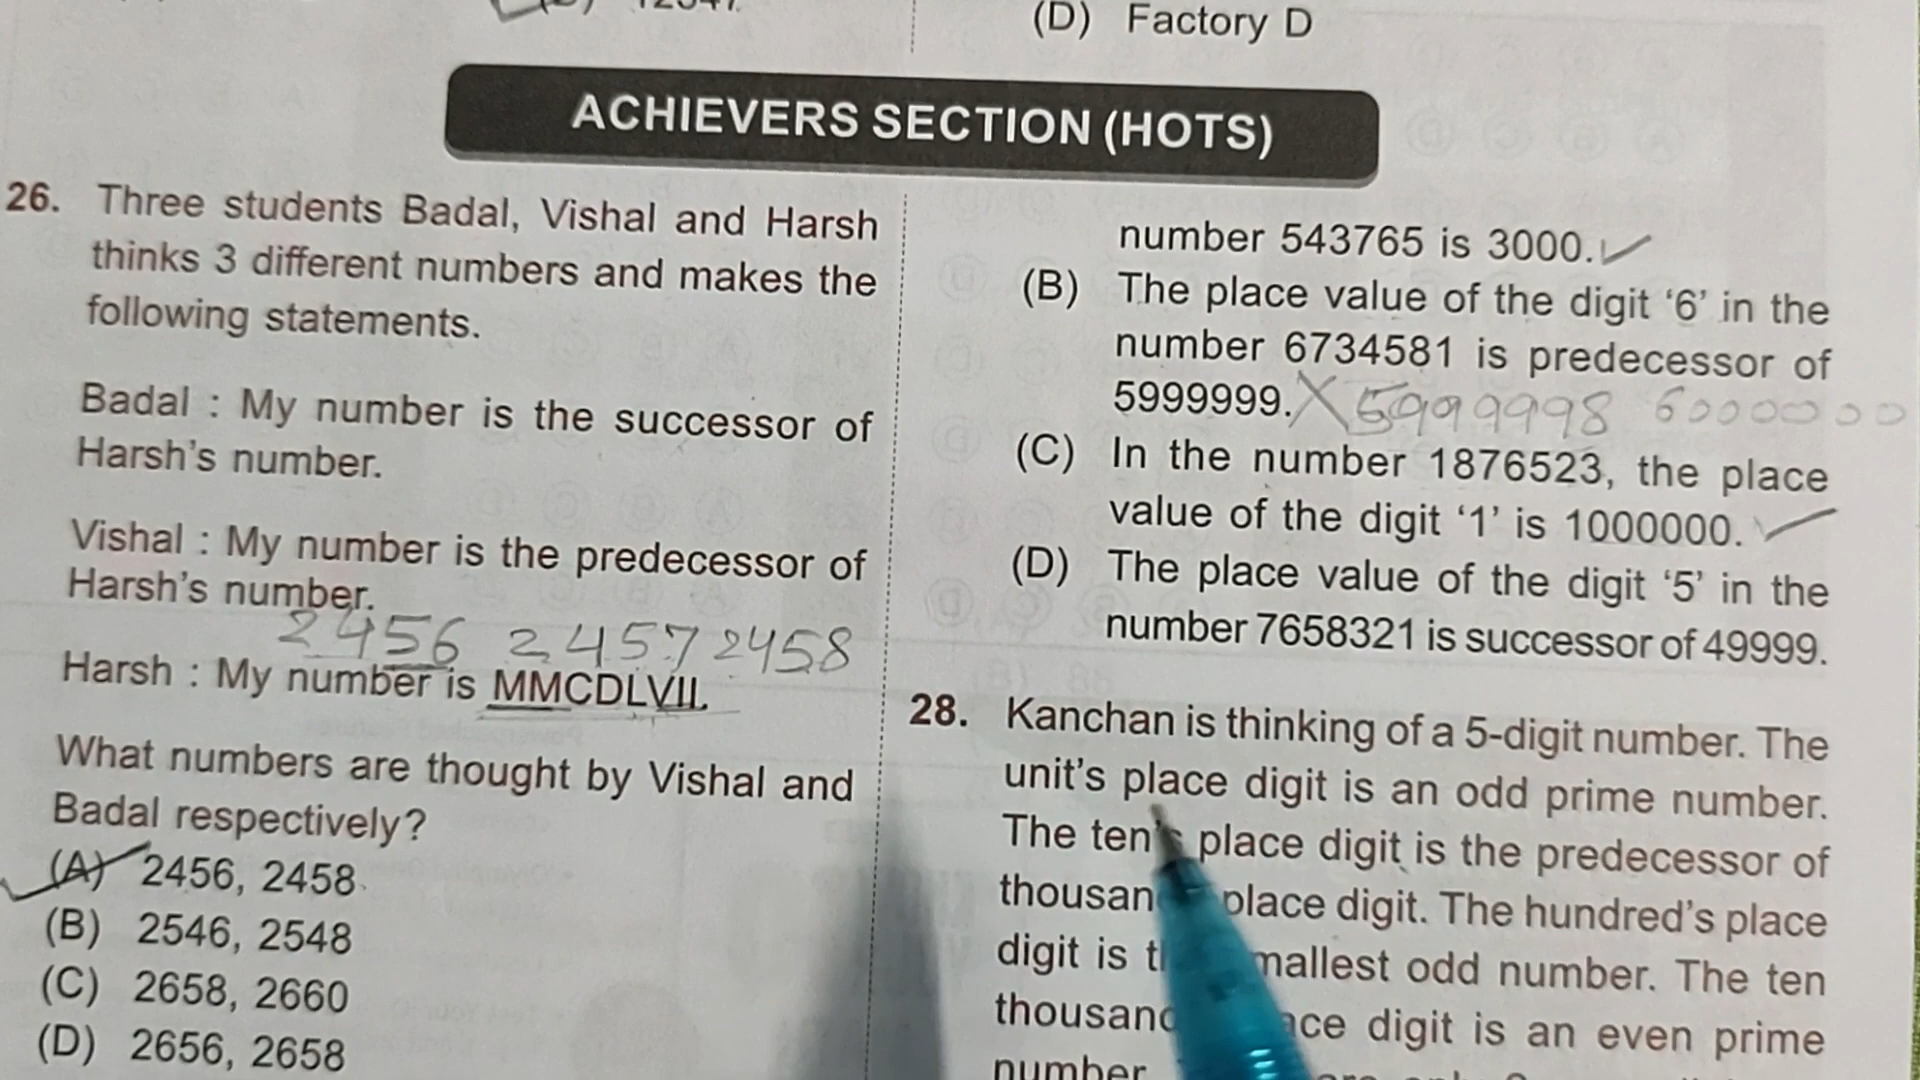 (D) Factory D
ACHIEVERS SECTION (HOTS)
26. Three students Badal, Vishal and Harsh
thinks 3 different numbers and makes the
following statements.
Badal : My number is the successor of
Harsh's number.
Vishal : My number is the predecessor of
Harsh's number.
2456 2457 2458
Harsh : My number is MMCDLVII.
What numbers are thought by Vishal and
Badal respectively?
(A) 2456, 2458
(B) 2546, 2548
(C) 2658, 2660
(D) 2656, 2658
number 543765 is 3000.
(B) The place value of the digit ‘6’ in the
number 6734581 is predecessor of
5999999. 5999998 6000000
(C) In the number 1876523, the place
value of the digit ‘1’ is 1000000.
(D) The place value of the digit ‘5’ in the
number 7658321 is successor of 49999.
28. Kanchan is thinking of a 5-digit number. The
unit's place digit is an odd prime number.
The ten's place digit is the predecessor of
place digit. The hundred's place
digit is odd number. The ten
digit is an even prime
number